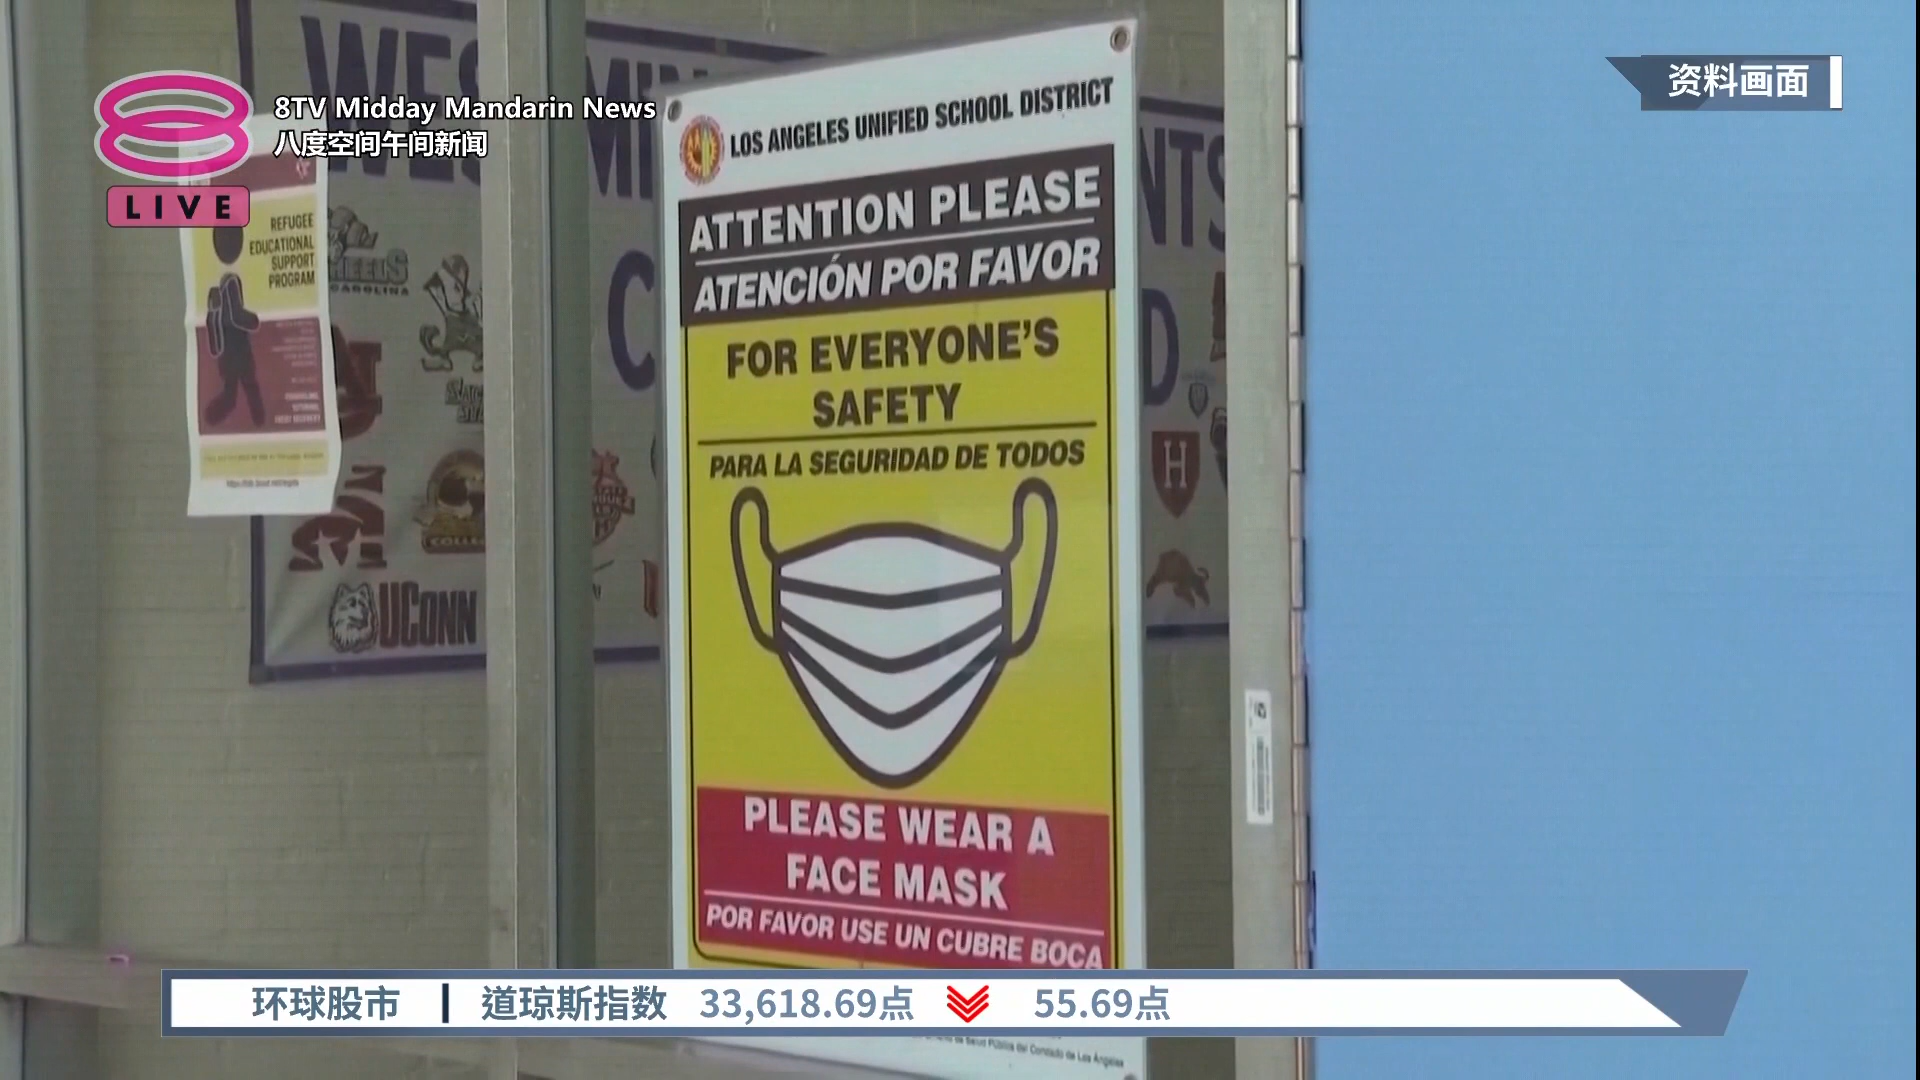 8TV Midday Mandarin News
八度空间午间新闻
LIVE
资料画面
LOS ANGELES UNIFIED SCHOOL DISTRICT
ATTENTION PLEASE
ATENCIÓN POR FAVOR
FOR EVERYONE'S
SAFETY
PARA LA SEGURIDAD DE TODOS
PLEASE WEAR A
FACE MASK
POR FAVOR USE UN CUBRE BOCA
REFUGEE
EDUCATIONAL
SUPPORT
PROGRAM
HEELS
CAROLINA
H
UCONN
环球股市 道琼斯指数 33,618.69点 55.69点